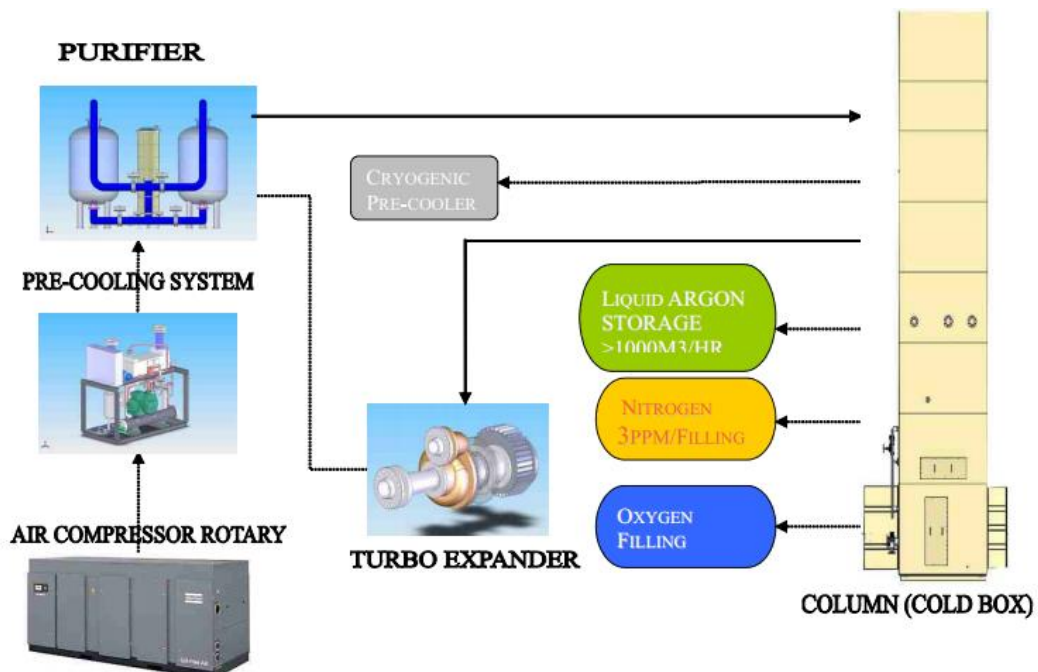 PURIFIER
CRYOGENIC
PRE-COOLER
PRE-COOLING SYSTEM
LIQUID ARGON
STORAGE
>1000M3/HR
NITROGEN
3PPM/FILLING
AIR COMPRESSOR ROTARY
TURBO EXPANDER
OXYGEN
FILLING
COLUMN (COLD BOX)